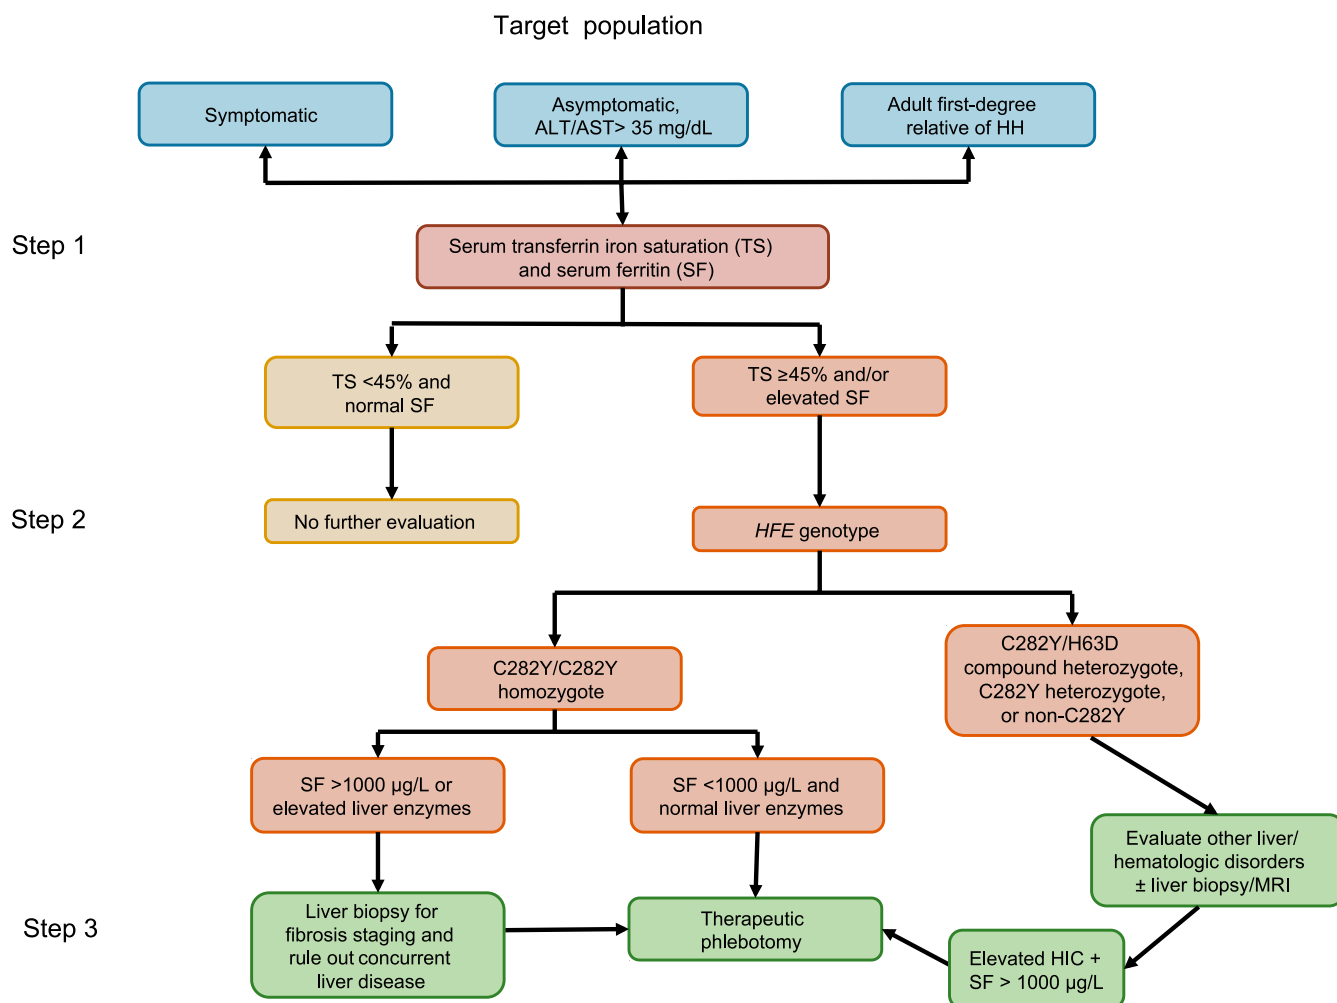 Target population
Symptomatic
Asymptomatic,
ALT/AST> 35 mg/dL
Adult first-degree
relative of HH
Step 1
Serum transferrin iron saturation (TS)
and serum ferritin (SF)
TS <45% and
normal SF
TS ≥45% and/or
elevated SF
Step 2
No further evaluation
HFE genotype
C282Y/C282Y
homozygote
C282Y/H63D
compound heterozygote,
C282Y heterozygote,
or non-C282Y
SF >1000 µg/L or
elevated liver enzymes
SF <1000 µg/L and
normal liver enzymes
Evaluate other liver/
hematologic disorders
± liver biopsy/MRI
Step 3
Liver biopsy for
fibrosis staging and
rule out concurrent
liver disease
Therapeutic
phlebotomy
Elevated HIC +
SF > 1000 µg/L